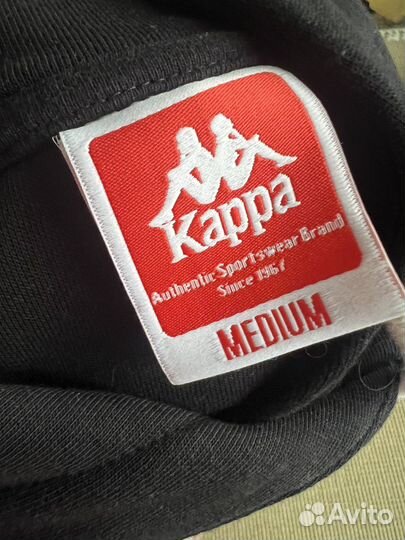 Kappa
Authentic Sportswear Brand
Since 1967
MEDIUM
Avito